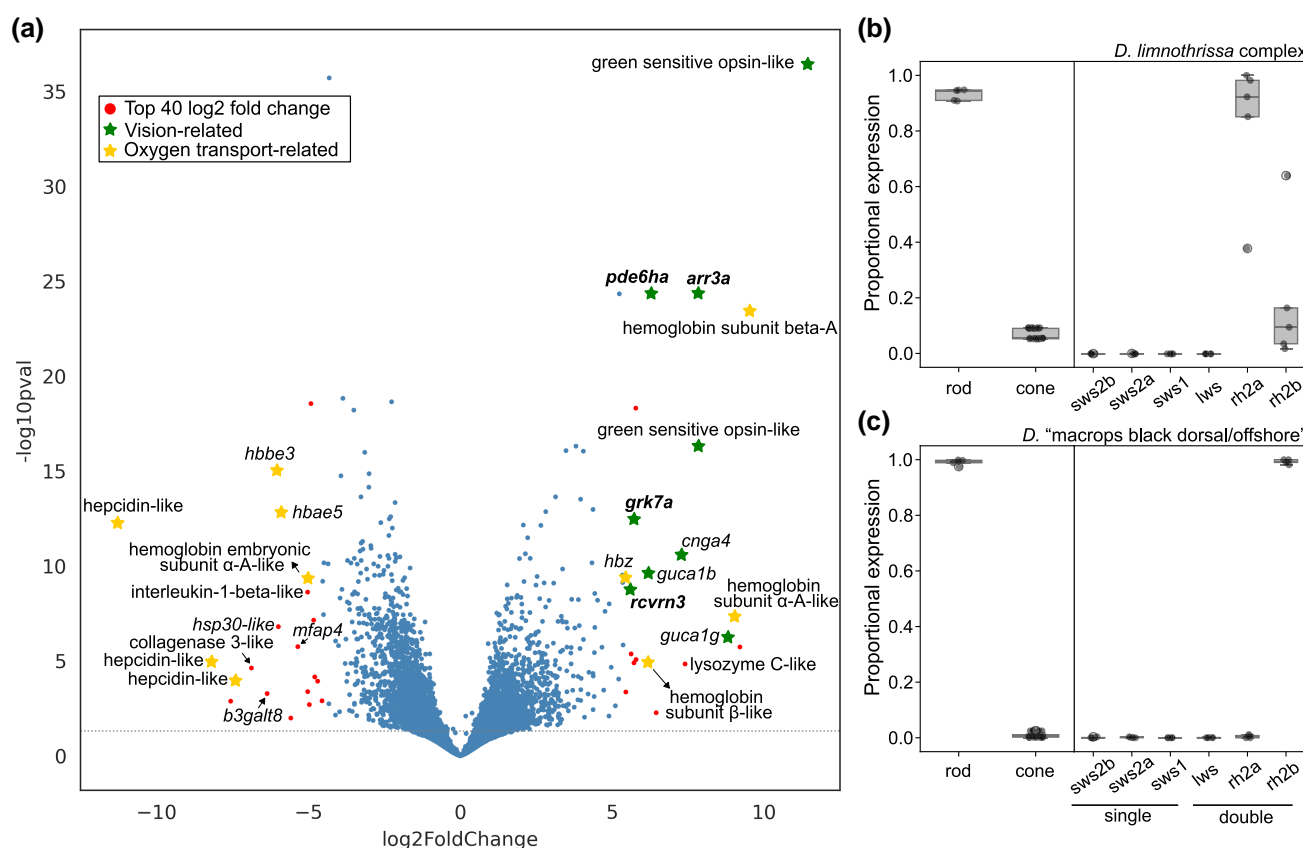 (a)
green sensitive opsin-like
Top 40 log2 fold change
Vision-related
Oxygen transport-related
pde6ha
arr3a
hemoglobin subunit beta-A
green sensitive opsin-like
hbbe3
hbae5
hepcidin-like
grk7a
cnga4
hemoglobin embryonic
subunit α-A-like
hbz
guca1b
interleukin-1-beta-like
rcvrn3
hemoglobin
subunit α-A-like
hsp30-like
mfap4
collagenase 3-like
guca1g
hepcidin-like
lysozyme C-like
hepcidin-like
b3galt8
hemoglobin
subunit β-like
35
30
25
20
15
10
5
0
-log10pval
−10
−5
0
5
10
log2FoldChange
(b)
D. limnothrissa complex
Proportional expression
1.0
0.8
0.6
0.4
0.2
0.0
rod
cone
sws2b
sws2a
sws1
lws
rh2a
rh2b
(c)
D. “macrops black dorsal/offshore”
Proportional expression
1.0
0.8
0.6
0.4
0.2
0.0
rod
cone
sws2b
sws2a
sws1
lws
rh2a
rh2b
single
double